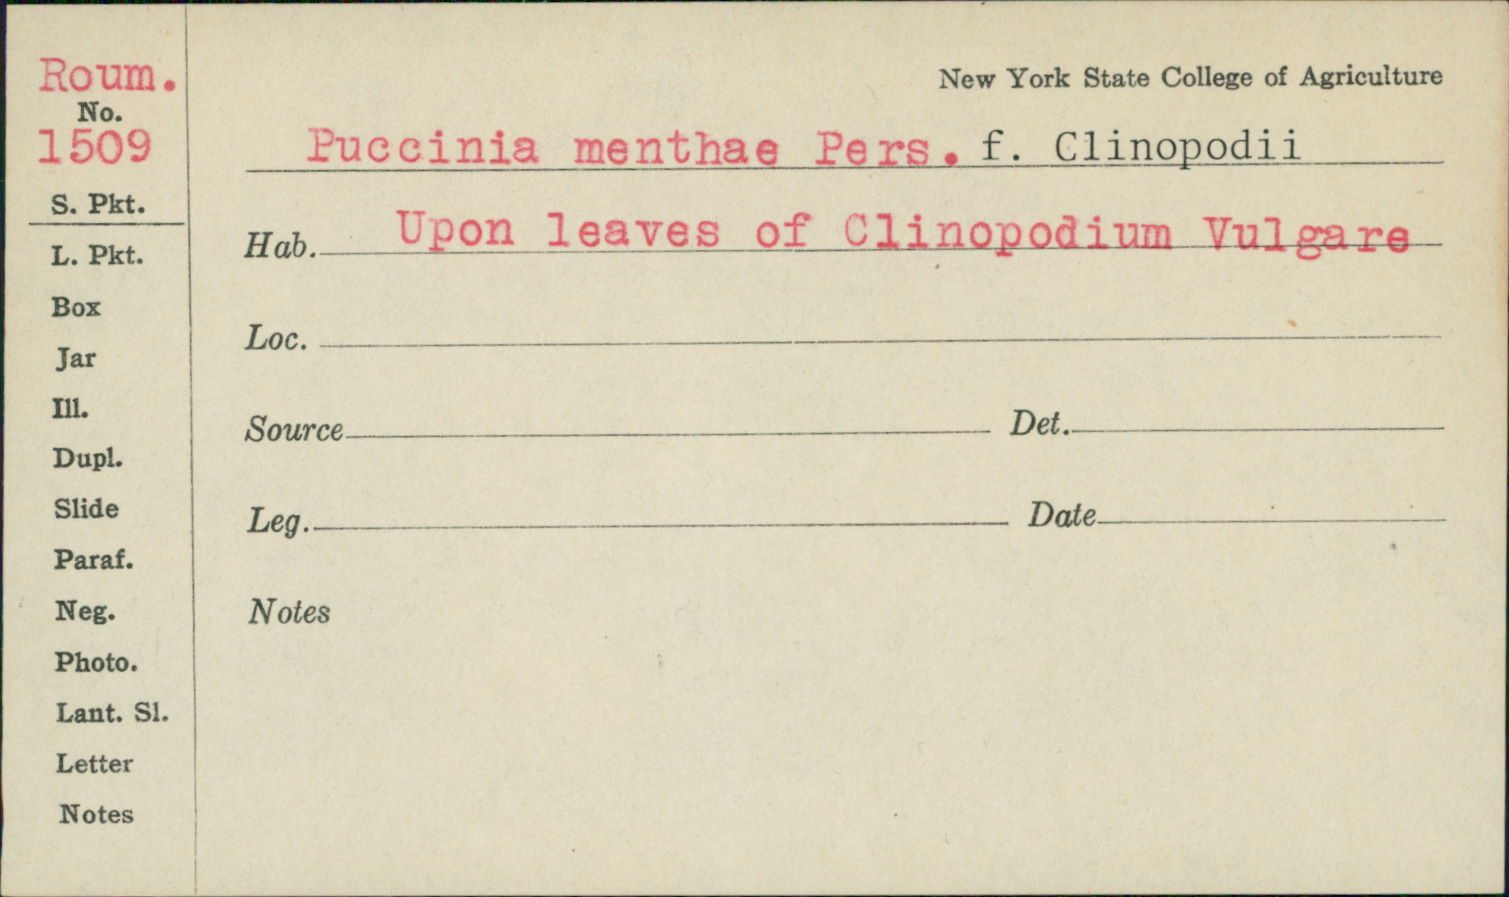 Roum.
No.
1509
S. Pkt.
L. Pkt.
Box
Jar
Ill.
Dupl.
Slide
Paraf.
Neg.
Photo.
Lant. Sl.
Letter
Notes
New York State College of Agriculture
Puccinia menthae Pers. f. Clinopodii
Hab. Upon leaves of Clinopodium Vulgare
Loc.
Source Det.
Leg. Date
Notes